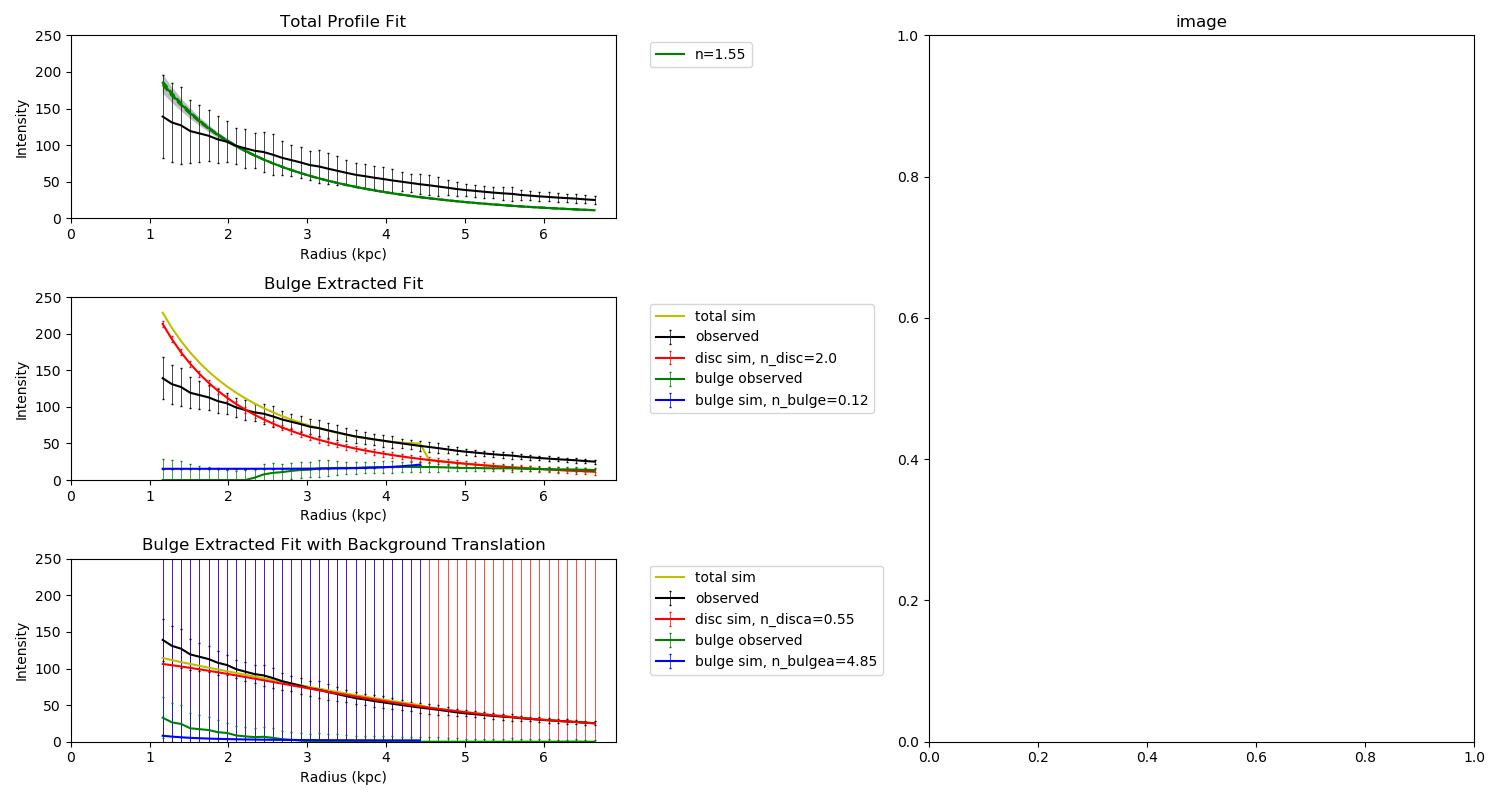 Total Profile Fit
250
200
150
100
50
0
Intensity
0 1 2 3 4 5 6
Radius (kpc)
n=1.55
Bulge Extracted Fit
250
200
150
100
50
0
Intensity
0 1 2 3 4 5 6
Radius (kpc)
total sim
observed
disc sim, n_disc=2.0
bulge observed
bulge sim, n_bulge=0.12
Bulge Extracted Fit with Background Translation
250
200
150
100
50
0
Intensity
0 1 2 3 4 5 6
Radius (kpc)
total sim
observed
disc sim, n_disca=0.55
bulge observed
bulge sim, n_bulgea=4.85
image
1.0
0.8
0.6
0.4
0.2
0.0
0.0 0.2 0.4 0.6 0.8 1.0